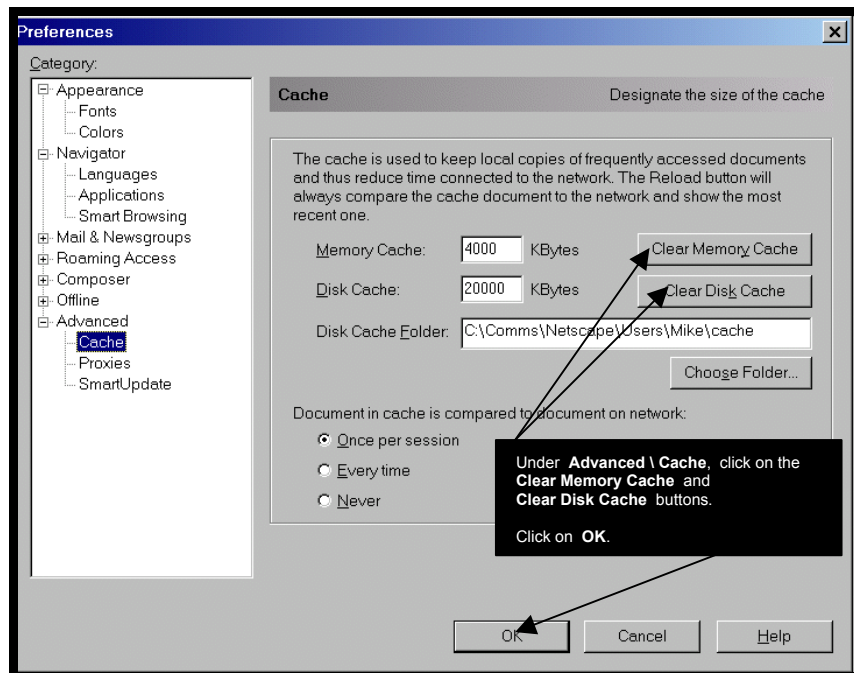 Preferences
Category:
Appearance
Fonts
Colors
Navigator
Languages
Applications
Smart Browsing
Mail & Newsgroups
Roaming Access
Composer
Offline
Advanced
Cache
Proxies
SmartUpdate
Cache Designate the size of the cache
The cache is used to keep local copies of frequently accessed documents
and thus reduce time connected to the network. The Reload button will
always compare the cache document to the network and show the most
recent one.
Memory Cache: 4000 KBytes Clear Memory Cache
Disk Cache: 20000 KBytes Clear Disk Cache
Disk Cache Folder: C:\Comms\Netscape\Users\Mike\cache
Choose Folder...
Document in cache is compared to document on network:
Once per session
Every time
Never
Under Advanced \ Cache, click on the
Clear Memory Cache and
Clear Disk Cache buttons.
Click on OK.
OK Cancel Help